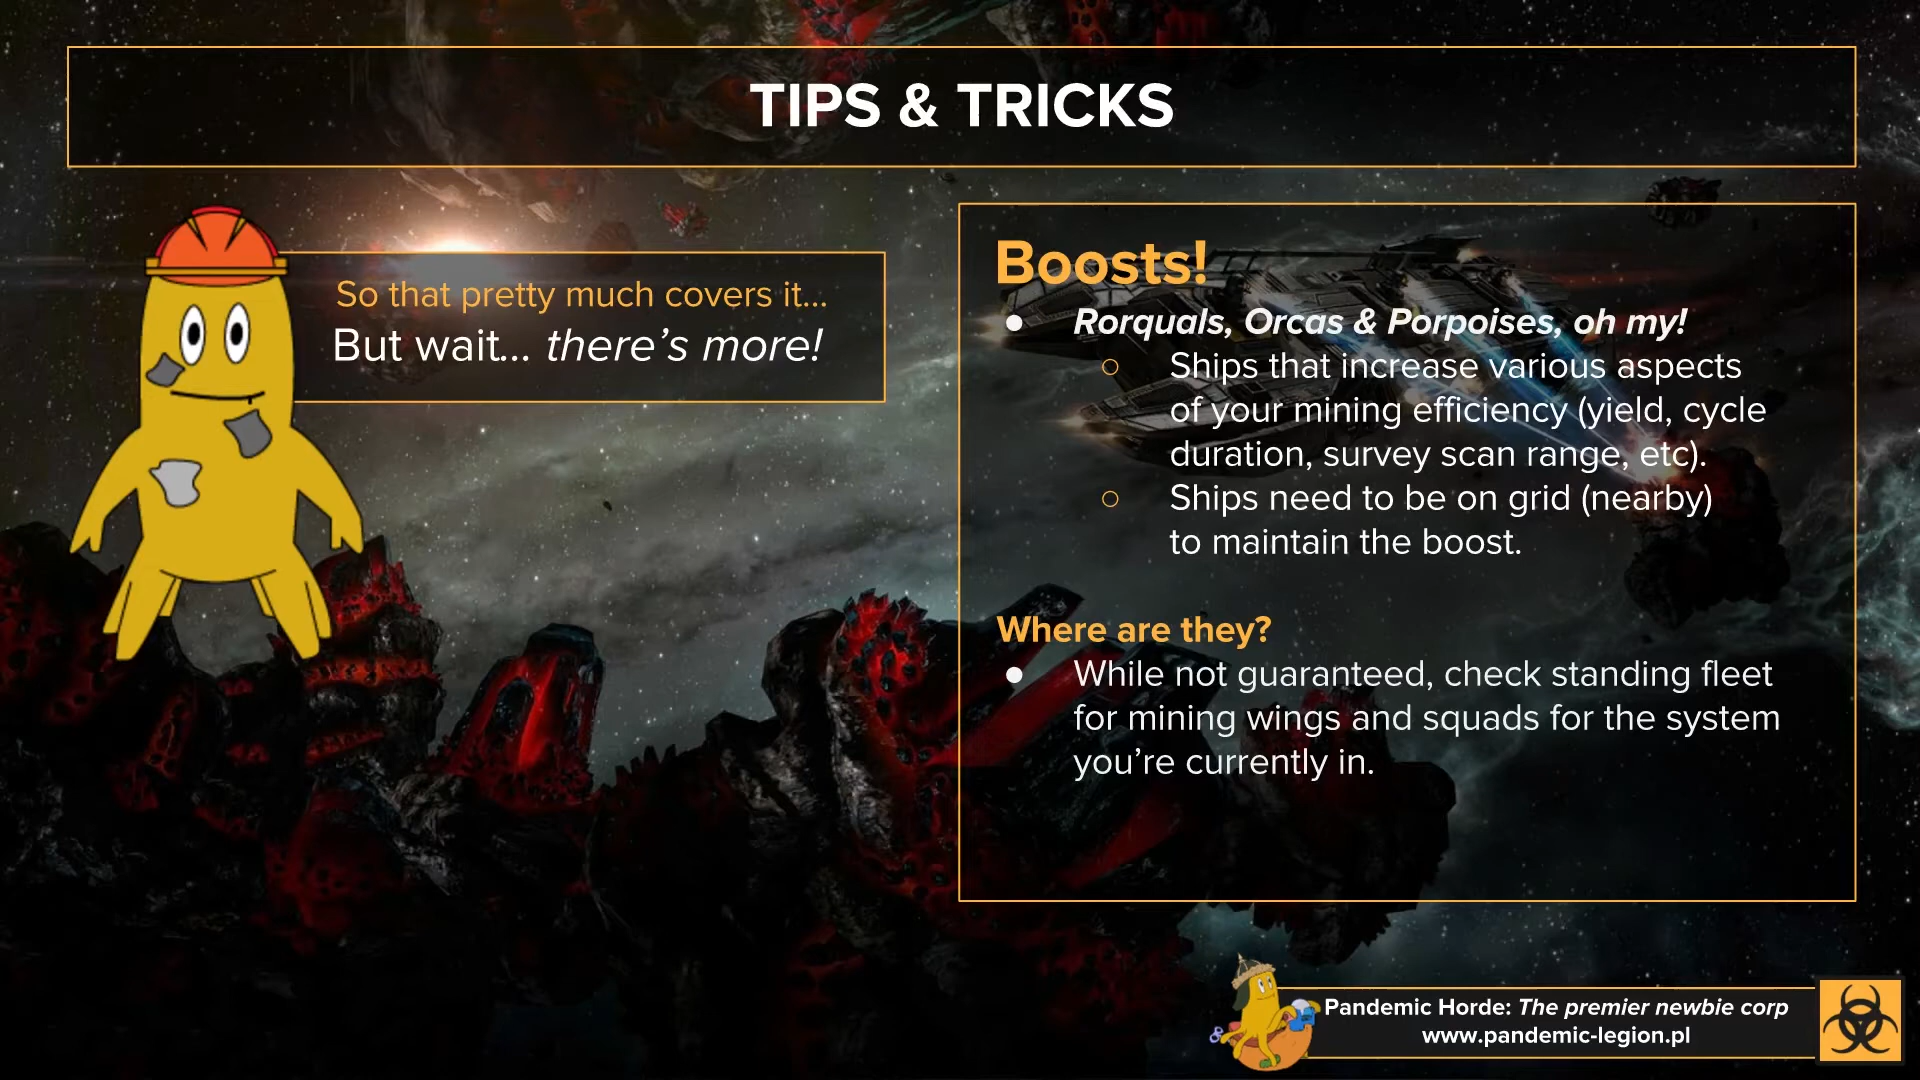 TIPS & TRICKS
So that pretty much covers it...
But wait... there's more!
Boosts!
● Rorquals, Orcas & Porpoises, oh my!
○ Ships that increase various aspects
of your mining efficiency (yield, cycle
duration, survey scan range, etc).
○ Ships need to be on grid (nearby)
to maintain the boost.
Where are they?
● While not guaranteed, check standing fleet
for mining wings and squads for the system
you’re currently in.
Pandemic Horde: The premier newbie corp
www.pandemic-legion.pl